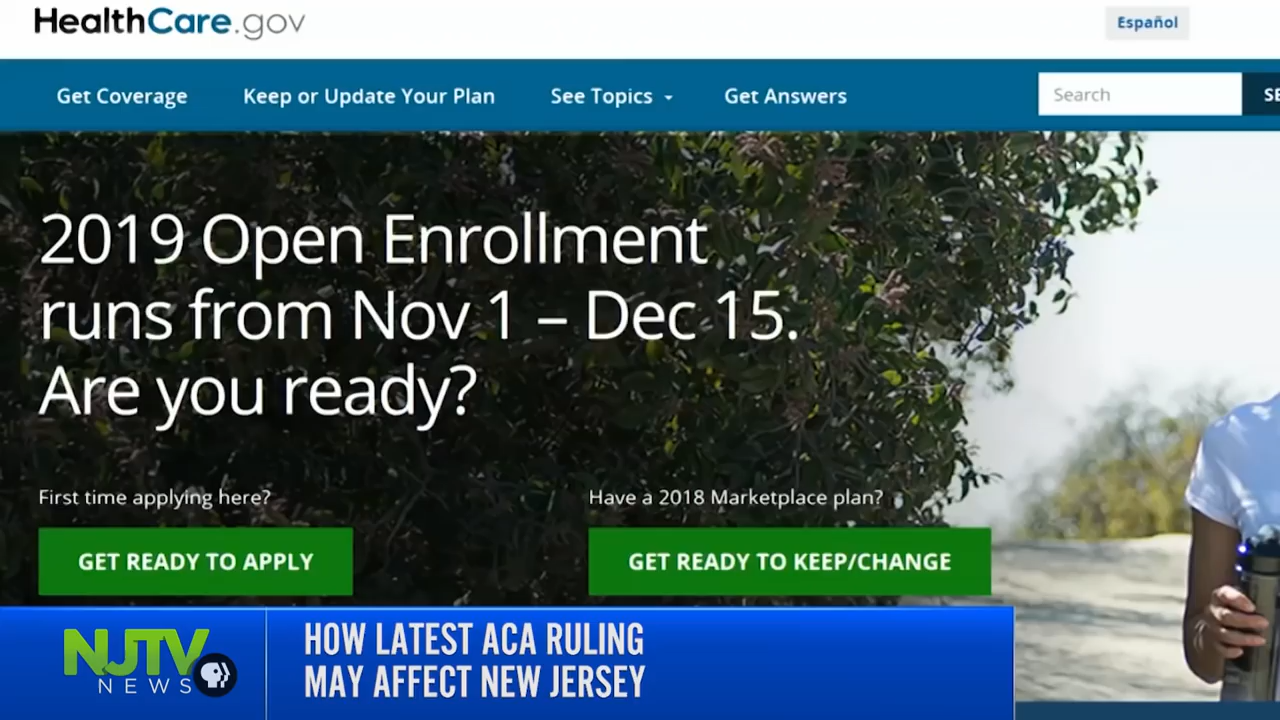 HealthCare.gov
Español
Get Coverage
Keep or Update Your Plan
See Topics
Get Answers
Search
SE
2019 Open Enrollment
runs from Nov 1 – Dec 15.
Are you ready?
First time applying here?
Have a 2018 Marketplace plan?
GET READY TO APPLY
GET READY TO KEEP/CHANGE
NJTV
NEWS
HOW LATEST ACA RULING
MAY AFFECT NEW JERSEY